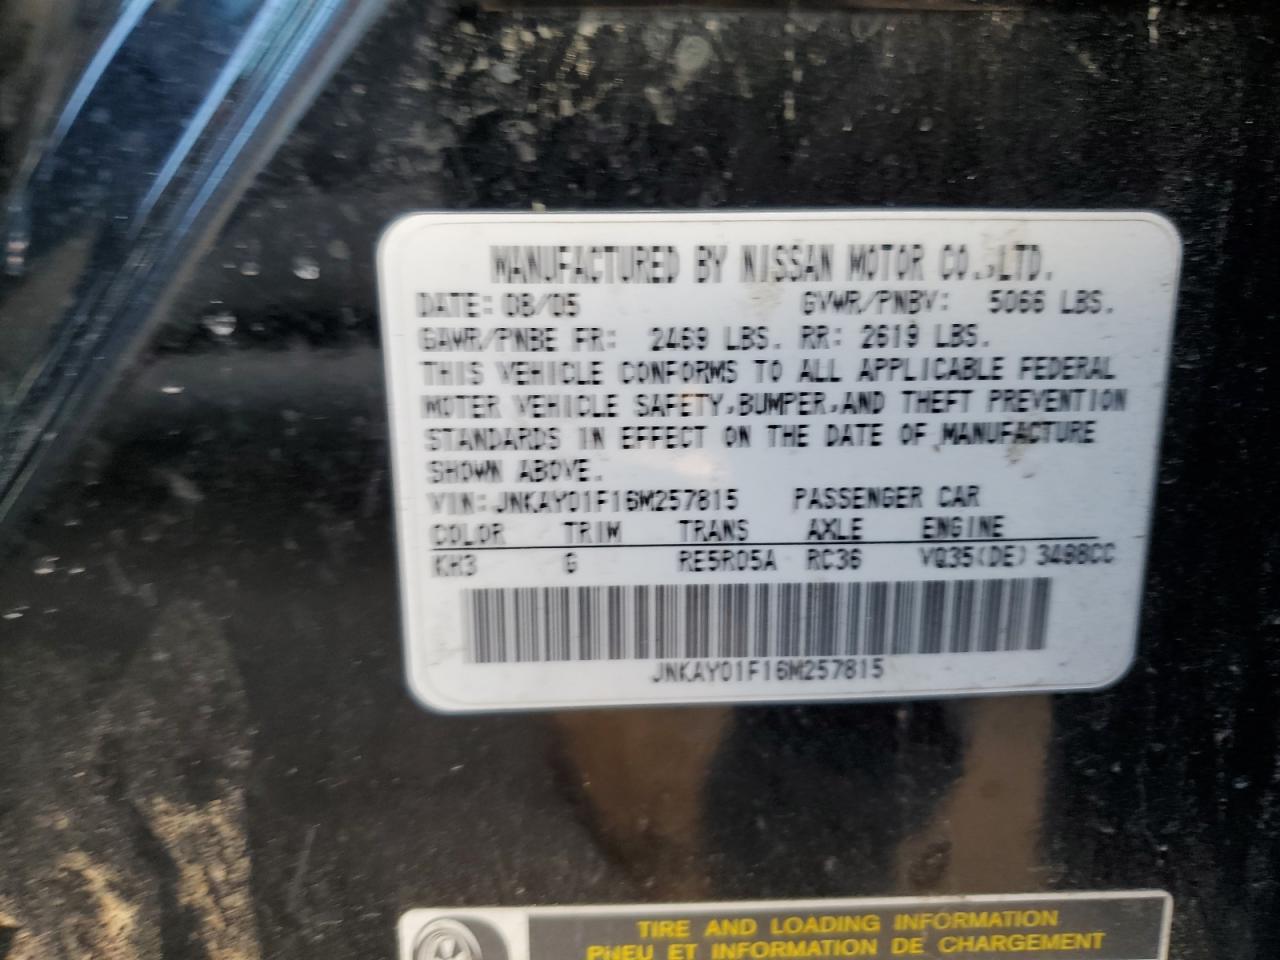 MANUFACTURED BY NISSAN MOTOR CO.,LTD.
DATE: 08/05 GVWR/PNBV: 5066 LBS.
GAWR/PNBE FR: 2469 LBS. RR: 2619 LBS.
THIS VEHICLE CONFORMS TO ALL APPLICABLE FEDERAL
MOTER VEHICLE SAFETY,BUMPER,AND THEFT PREVENTION
STANDARDS IN EFFECT ON THE DATE OF MANUFACTURE
SHOWN ABOVE.
VIN:JNKAY01F16M257815 PASSENGER CAR
COLOR TRIM TRANS AXLE ENGINE
KH3 G RE5R05A RC36 VQ35(DE) 3498CC
JNKAY01F16M257815
TIRE AND LOADING INFORMATION
PNEU ET INFORMATION DE CHARGEMENT